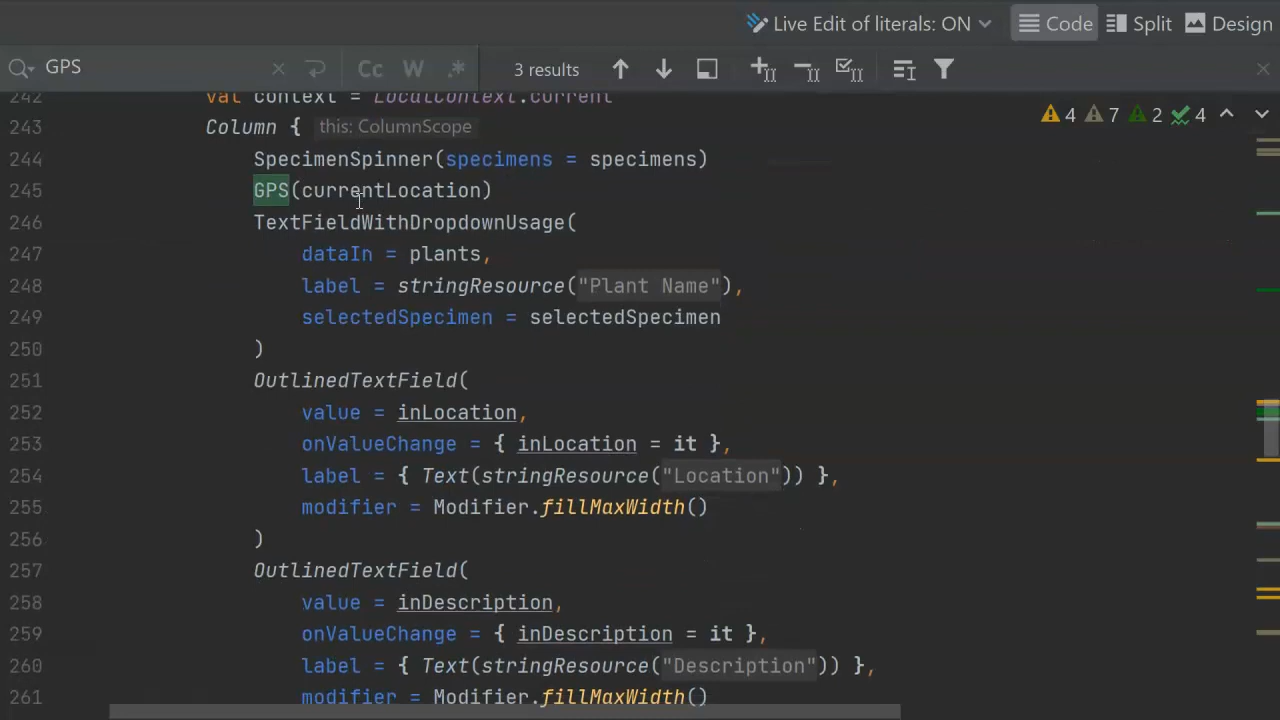 Live Edit of literals: ON Code Split Design
GPS Cc W .* 3 results
242 val context = LocalContext.current
243 Column { this: ColumnScope 4 7 2 4
244 SpecimenSpinner(specimens = specimens)
245 GPS(currentLocation)
246 TextFieldWithDropdownUsage(
247 dataIn = plants,
248 label = stringResource("Plant Name"),
249 selectedSpecimen = selectedSpecimen
250 )
251 OutlinedTextField(
252 value = inLocation,
253 onValueChange = { inLocation = it },
254 label = { Text(stringResource("Location")) },
255 modifier = Modifier.fillMaxWidth()
256 )
257 OutlinedTextField(
258 value = inDescription,
259 onValueChange = { inDescription = it },
260 label = { Text(stringResource("Description")) },
261 modifier = Modifier.fillMaxWidth()